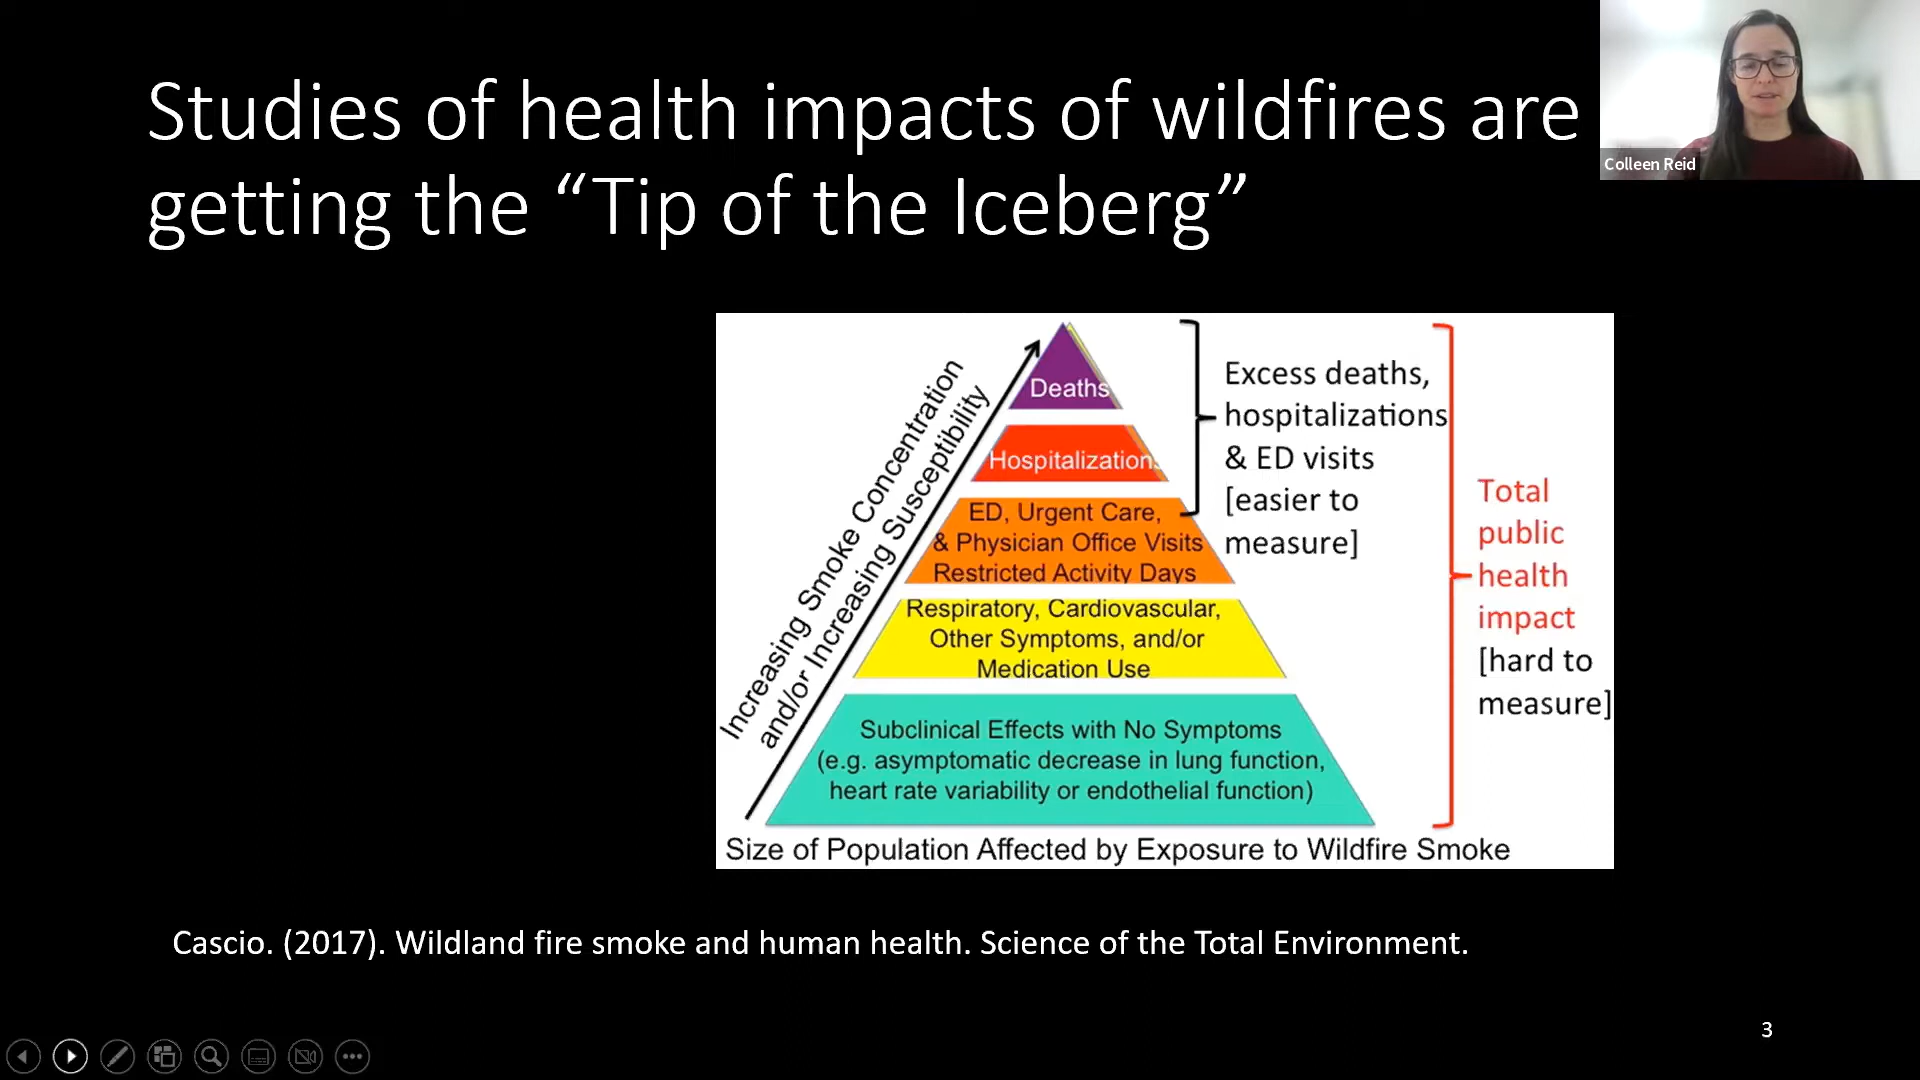 Studies of health impacts of wildfires are
getting the “Tip of the Iceberg”
Colleen Reid
Increasing Smoke Concentration
and/or Increasing Susceptibility
Deaths
Hospitalizations
ED, Urgent Care,
& Physician Office Visits
Restricted Activity Days
Respiratory, Cardiovascular,
Other Symptoms, and/or
Medication Use
Subclinical Effects with No Symptoms
(e.g. asymptomatic decrease in lung function,
heart rate variability or endothelial function)
Size of Population Affected by Exposure to Wildfire Smoke
Excess deaths,
hospitalizations
& ED visits
[easier to
measure]
Total
public
health
impact
[hard to
measure]
Cascio. (2017). Wildland fire smoke and human health. Science of the Total Environment.
3